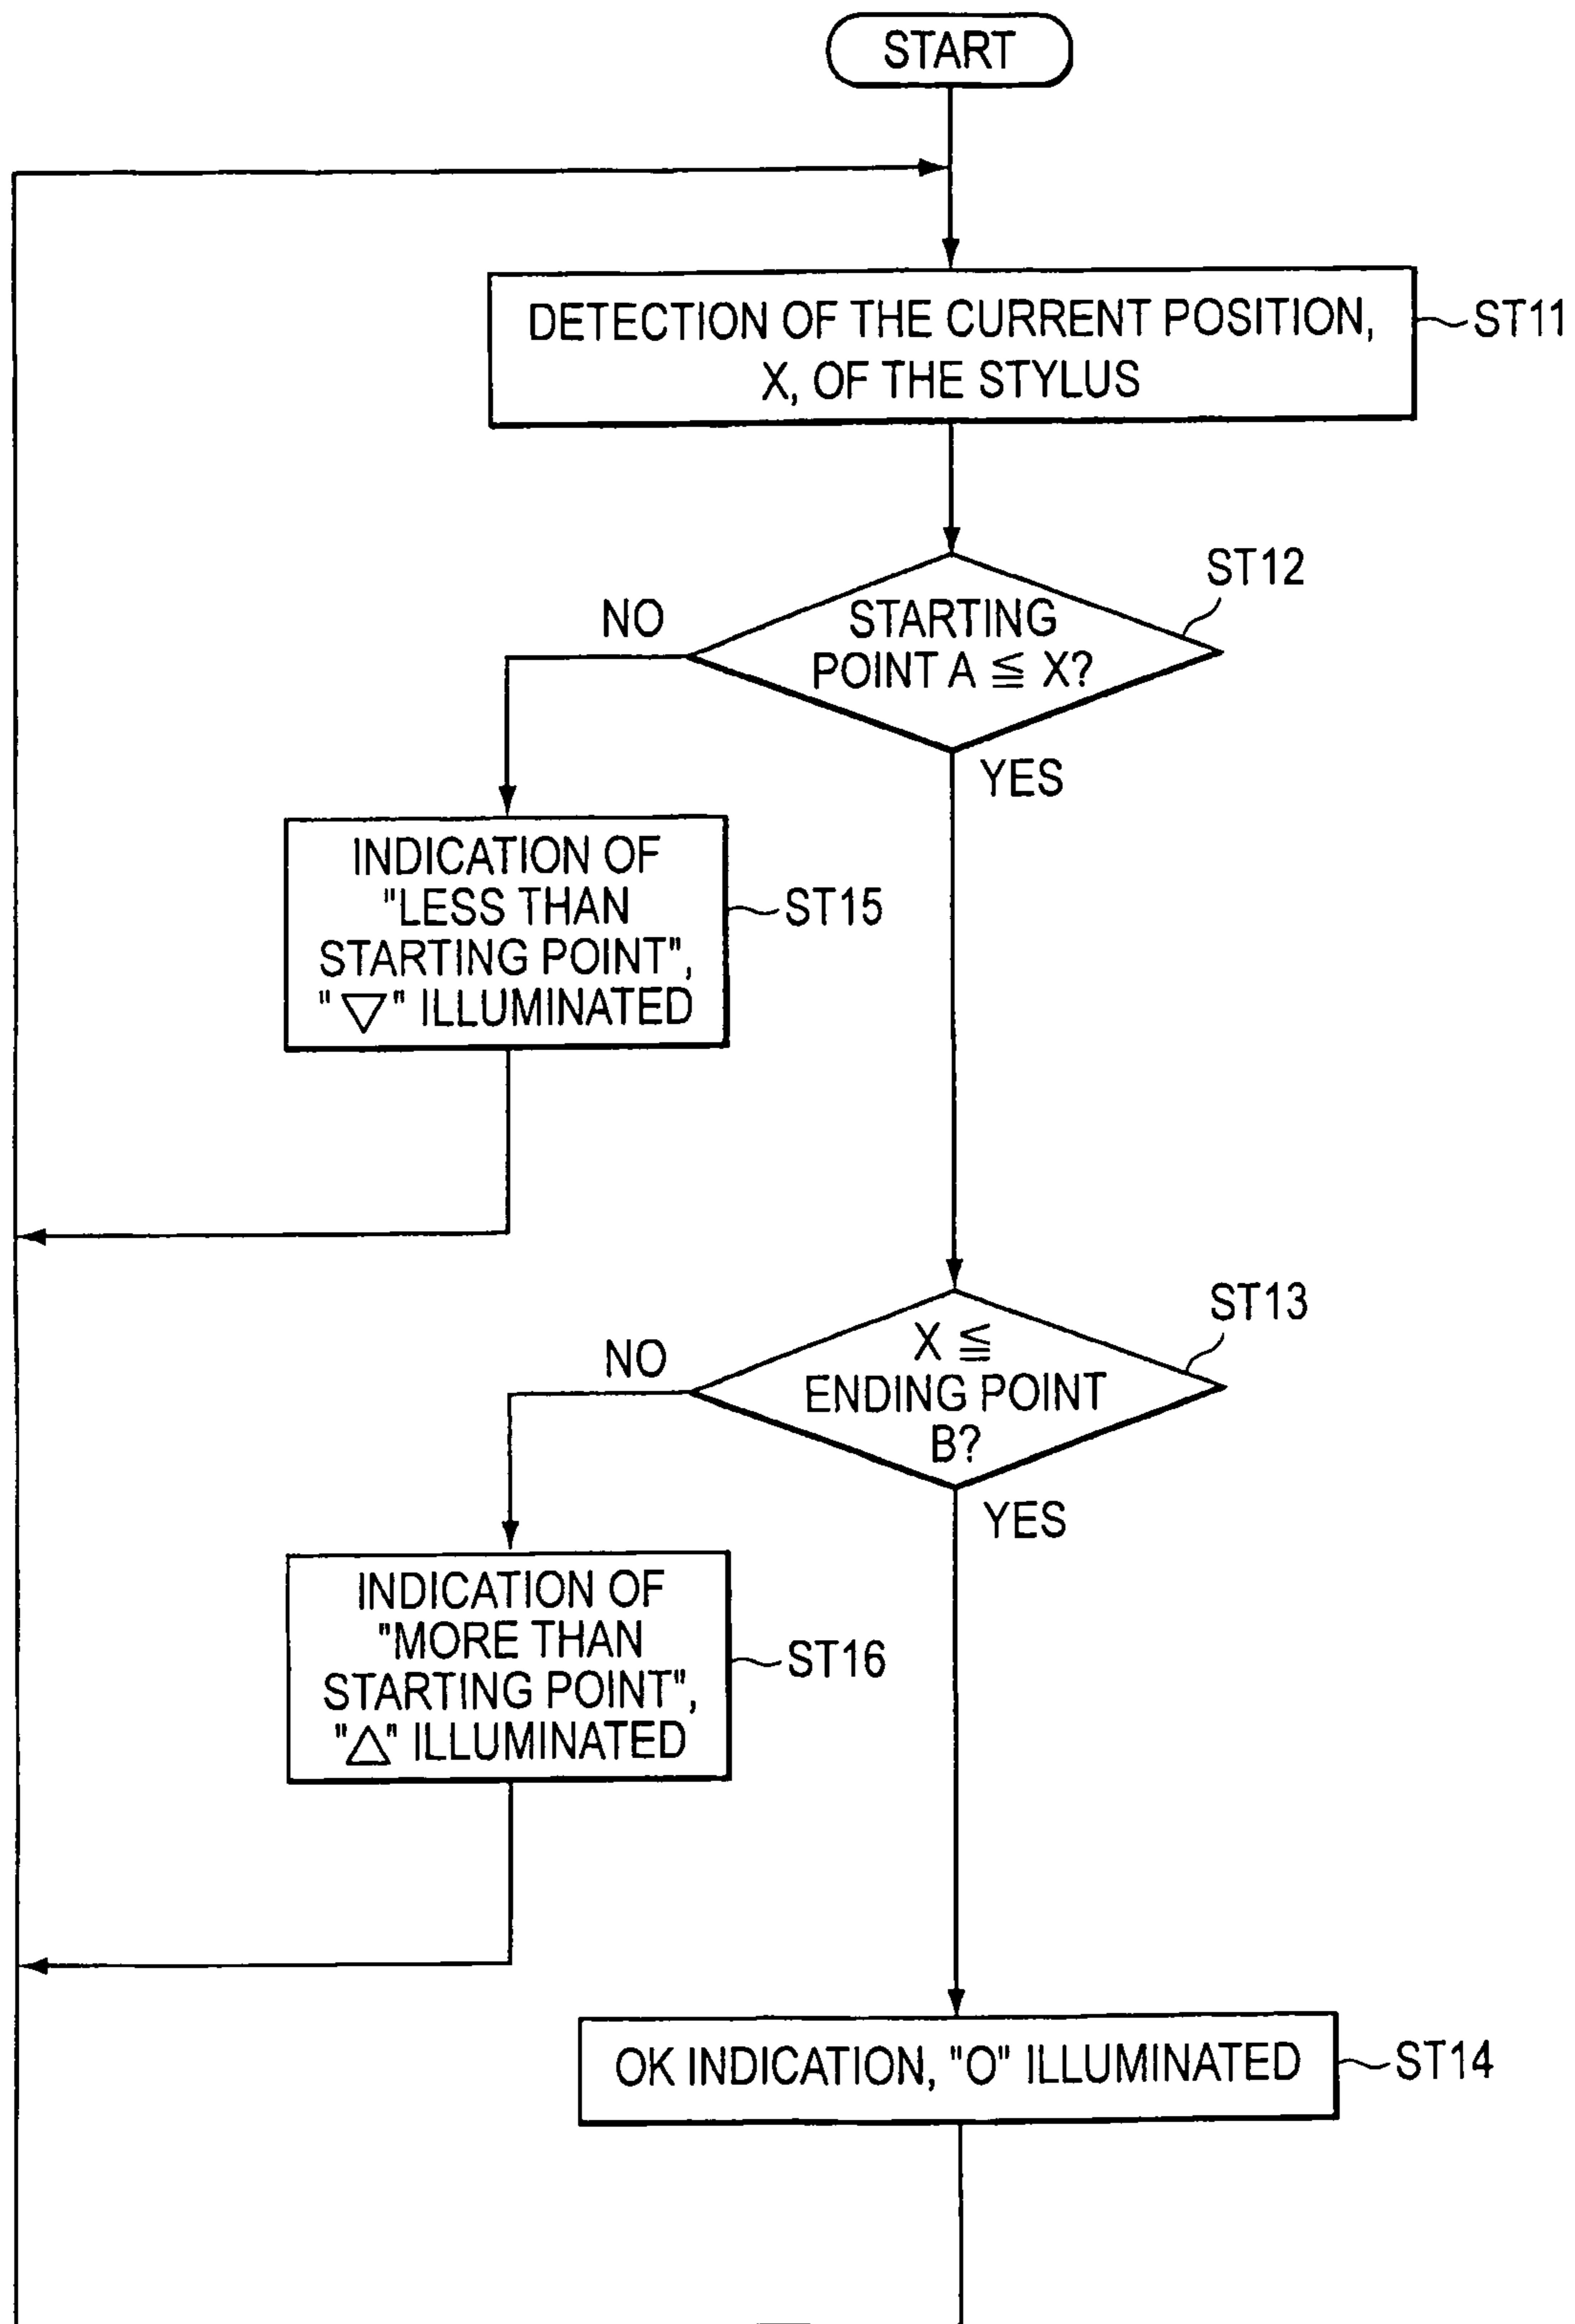 START
DETECTION OF THE CURRENT POSITION,
X, OF THE STYLUS
ST11
ST12
STARTING
POINT A ≦ X?
NO
YES
INDICATION OF
"LESS THAN
STARTING POINT",
"▽" ILLUMINATED
ST15
ST13
X ≦
ENDING POINT
B?
NO
YES
INDICATION OF
"MORE THAN
STARTING POINT",
"△" ILLUMINATED
ST16
OK INDICATION, "O" ILLUMINATED
ST14